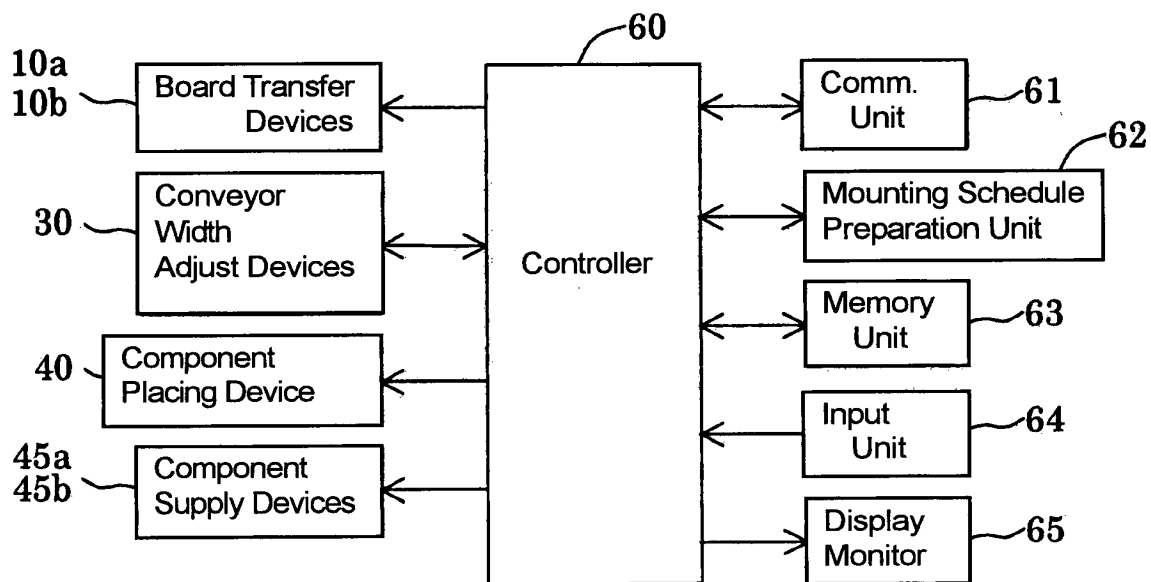 60
10a
10b
Board Transfer
Devices
30
Conveyor
Width
Adjust Devices
40
Component
Placing Device
45a
45b
Component
Supply Devices
Controller
Comm.
Unit
61
62
Mounting Schedule
Preparation Unit
Memory
Unit
63
Input
Unit
64
Display
Monitor
65